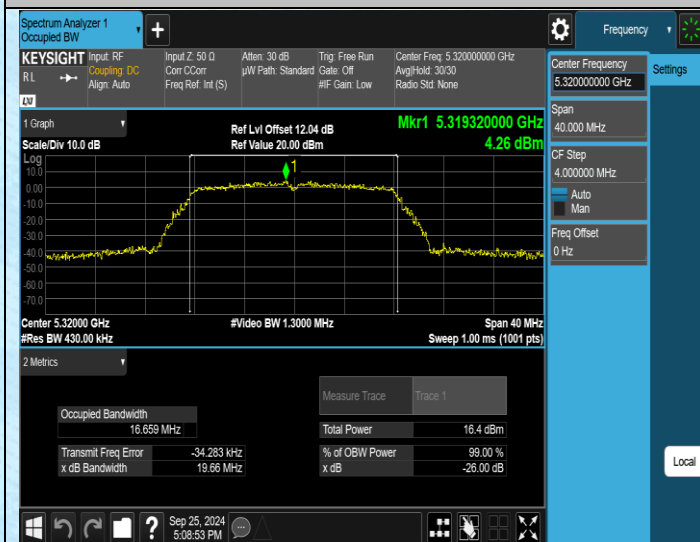 Spectrum Analyzer 1
Occupied BW
+
Frequency
KEYSIGHT
RL
LXI
Input: RF
Coupling: DC
Align: Auto
Input Z: 50 Ω
Corr CCorr
Freq Ref: Int (S)
Atten: 30 dB
µW Path: Standard
Trig: Free Run
Gate: Off
#IF Gain: Low
Center Freq: 5.320000000 GHz
Avg|Hold: 30/30
Radio Std: None
Center Frequency
5.320000000 GHz
Settings
Span
40.000 MHz
CF Step
4.000000 MHz
Auto
Man
Freq Offset
0 Hz
1 Graph
Scale/Div 10.0 dB
Ref Lvl Offset 12.04 dB
Ref Value 20.00 dBm
Mkr1 5.319320000 GHz
4.26 dBm
Log
10.0
0.00
-10.0
-20.0
-30.0
-40.0
-50.0
-60.0
-70.0
1
Center 5.32000 GHz
#Res BW 430.00 kHz
#Video BW 1.3000 MHz
Span 40 MHz
Sweep 1.00 ms (1001 pts)
2 Metrics
Measure Trace
Trace 1
Occupied Bandwidth
16.659 MHz
Total Power
16.4 dBm
Transmit Freq Error
-34.283 kHz
% of OBW Power
99.00 %
x dB Bandwidth
19.66 MHz
x dB
-26.00 dB
Local
?
Sep 25, 2024
5:08:53 PM